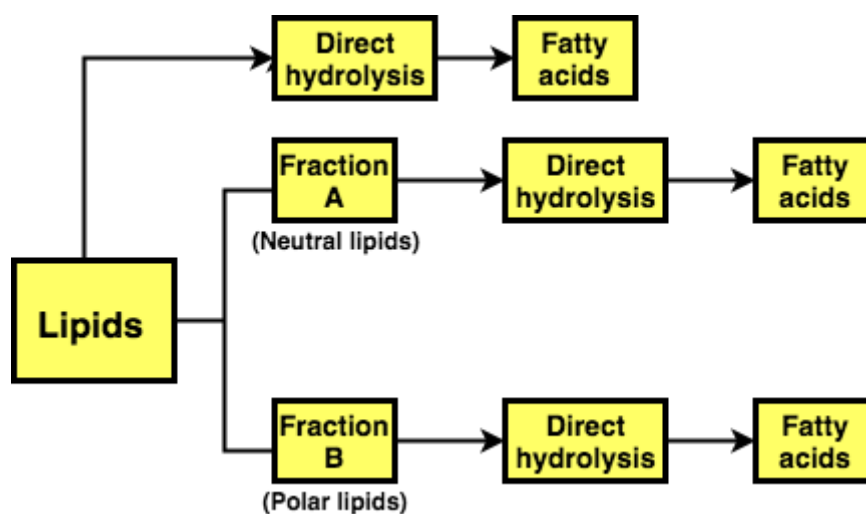 Direct
hydrolysis
Fatty
acids
Fraction
A
(Neutral lipids)
Direct
hydrolysis
Fatty
acids
Lipids
Fraction
B
(Polar lipids)
Direct
hydrolysis
Fatty
acids